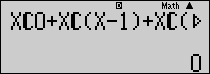 D Math ▲
XC0+XC(X-1)+XC(▷
0